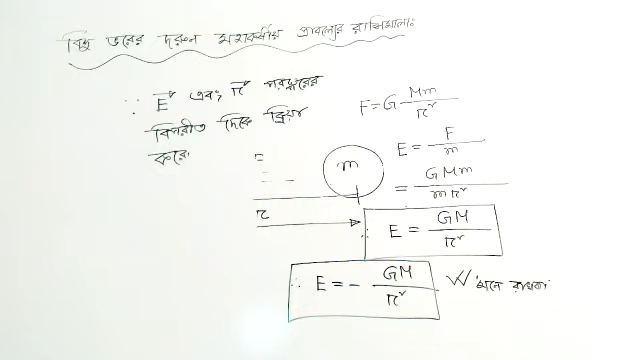 বিন্দু ভরের দরুন মহাকর্ষীয় প্রাবল্যের রাশিমালা:
∵ E⃗ এবং r⃗ পরস্পরের
বিপরীত দিকে ক্রিয়া
করে
F = G Mm/r²
E = F/m
= GMm/mr²
m
r
∴ E = GM/r²
∴ E = - GM/r²
W মনে রাখবা